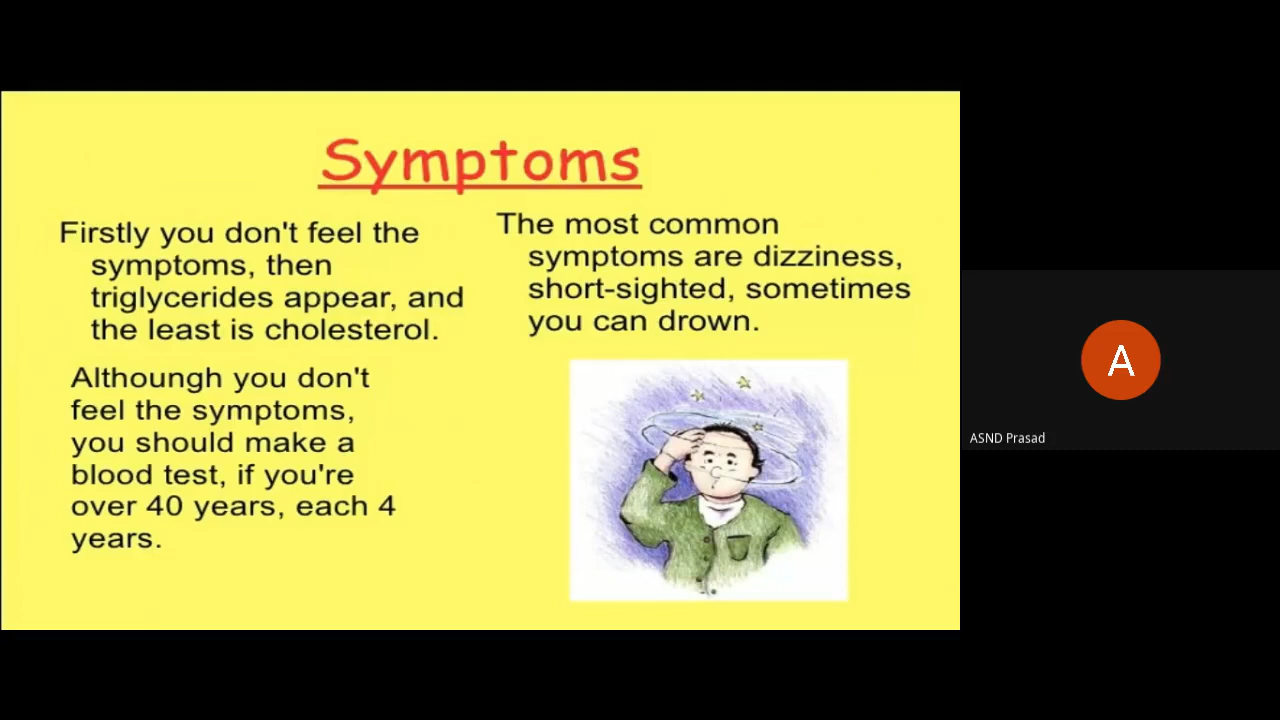 Symptoms
Firstly you don't feel the
symptoms, then
triglycerides appear, and
the least is cholesterol.
Althoungh you don't
feel the symptoms,
you should make a
blood test, if you're
over 40 years, each 4
years.
The most common
symptoms are dizziness,
short-sighted, sometimes
you can drown.
A
ASND Prasad